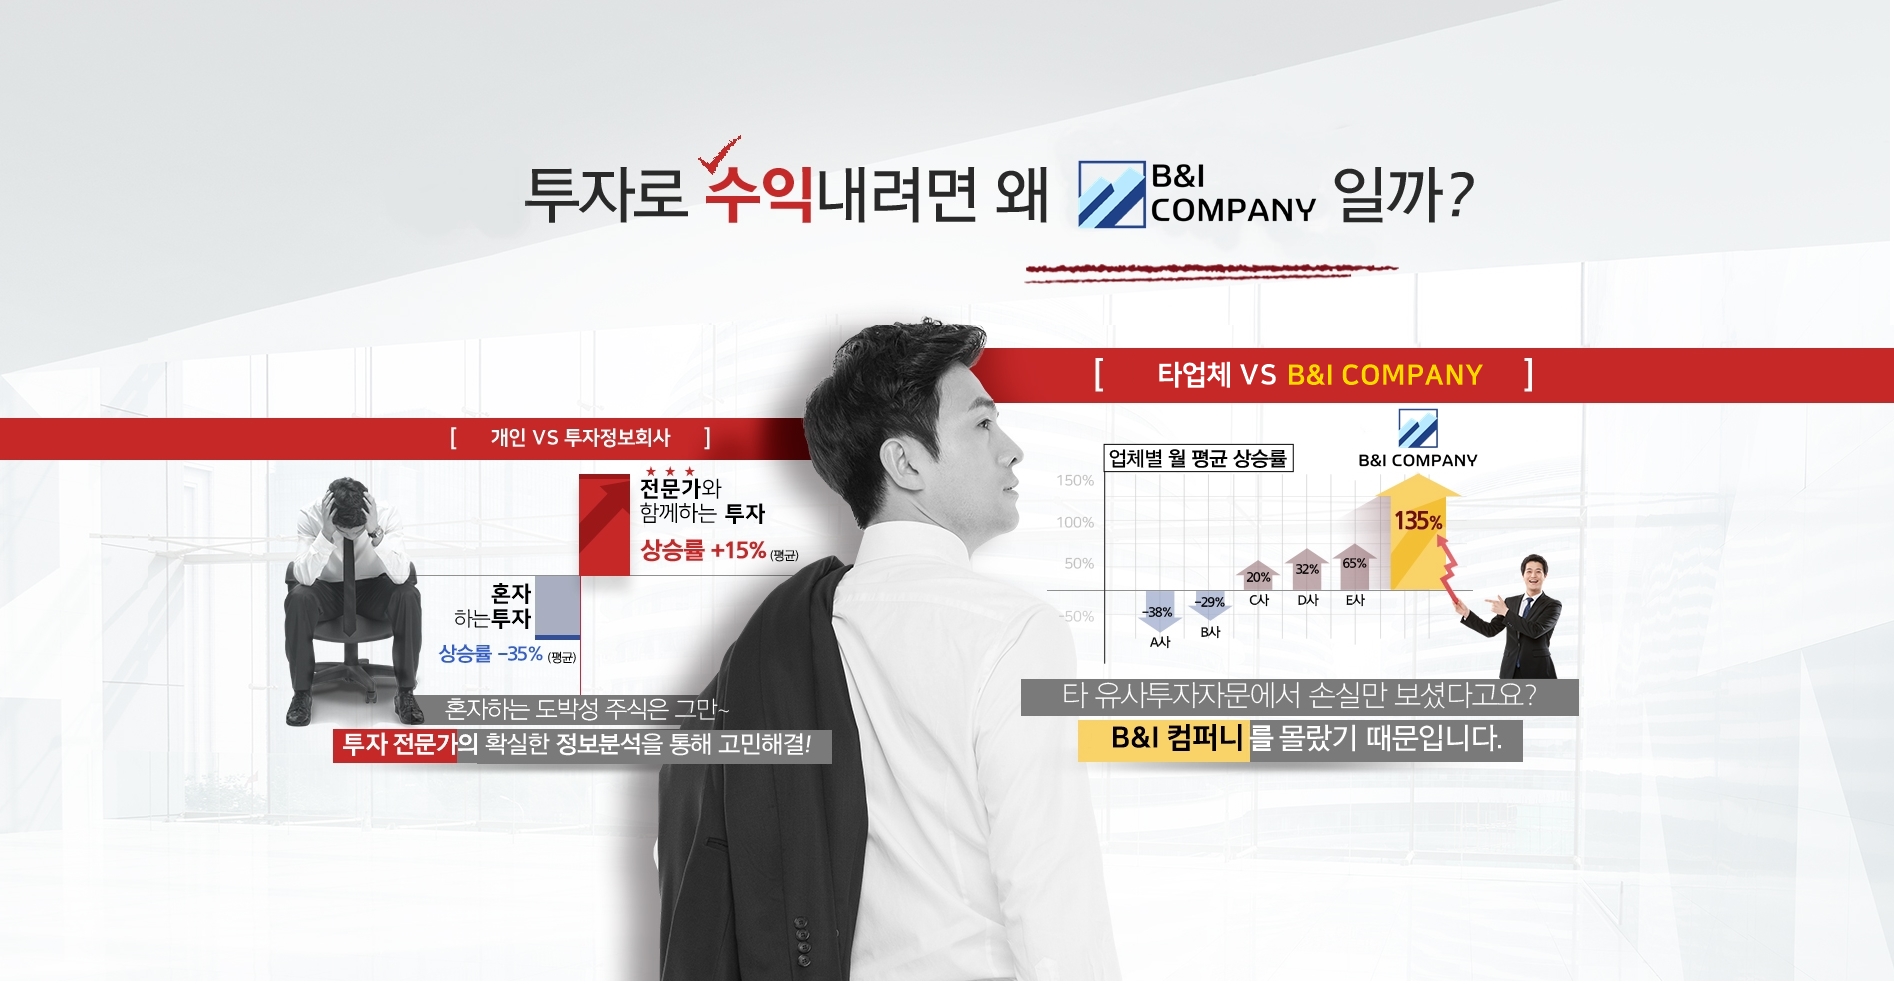 투자로 수익내려면 왜 B&I COMPANY 일까?
[ 개인 VS 투자정보회사 ]
전문가와
함께하는 투자
상승률 +15% (평균)
혼자
하는투자
상승률 -35% (평균)
혼자하는 도박성 주식은 그만~
투자 전문가의 확실한 정보분석을 통해 고민해결!
[ 타업체 VS B&I COMPANY ]
업체별 월 평균 상승률
B&I COMPANY
150%
100%
50%
-50%
-38%
A사
-29%
B사
20%
C사
32%
D사
65%
E사
135%
타 유사투자자문에서 손실만 보셨다고요?
B&I 컴퍼니를 몰랐기 때문입니다.